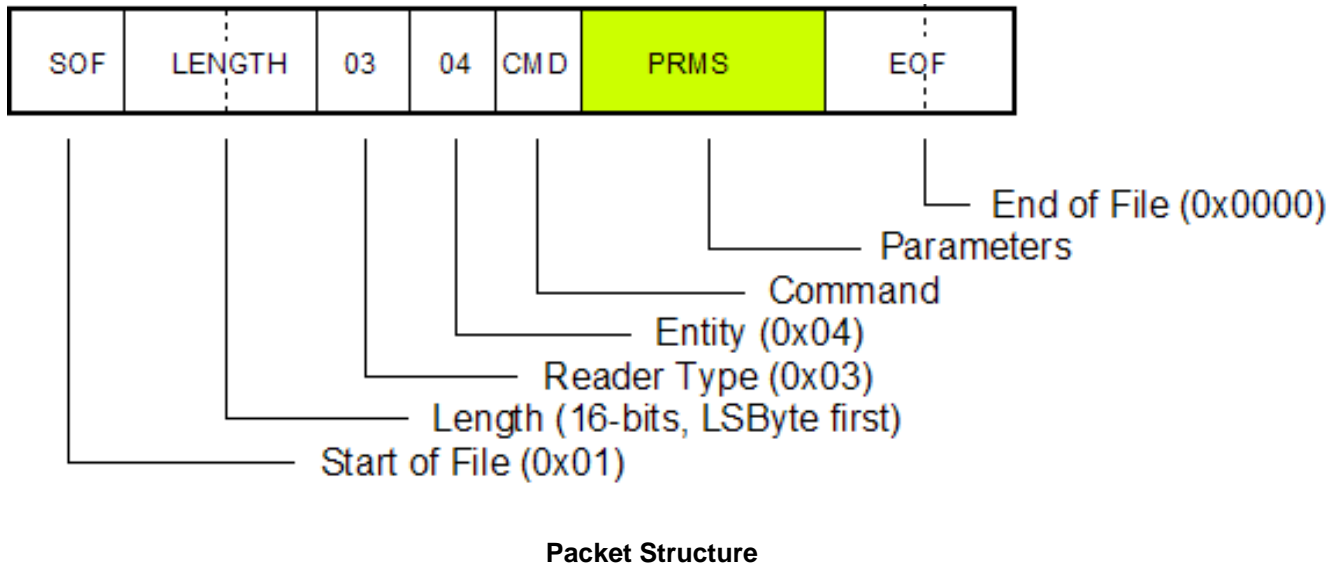 SOF LENGTH 03 04 CMD PRMS EOF
End of File (0x0000)
Parameters
Command
Entity (0x04)
Reader Type (0x03)
Length (16-bits, LSByte first)
Start of File (0x01)
Packet Structure